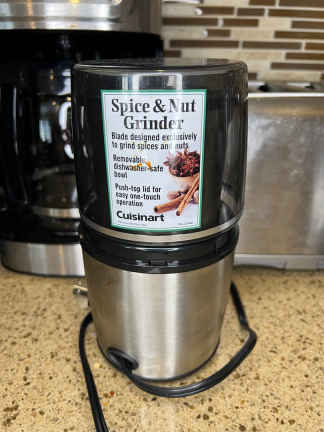 Spice & Nut
Grinder
Blade designed exclusively
to grind spices and nuts
Removable,
dishwasher-safe
bowl
Push-top lid for
easy one-touch
operation
Cuisinart